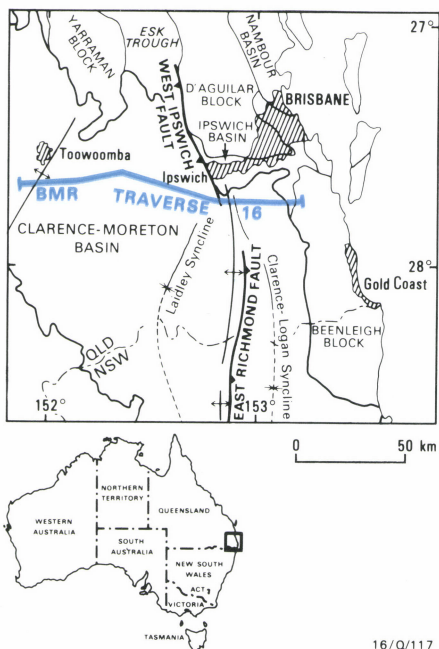 27°
YARRAMAN
BLOCK
ESK
TROUGH
NAMBOUR
BASIN
WEST IPSWICH
FAULT
D'AGUILAR
BLOCK
BRISBANE
IPSWICH
BASIN
Toowoomba
Ipswich
BMR TRAVERSE 16
CLARENCE-MORETON
BASIN
Laidley Syncline
EAST RICHMOND FAULT
Clarence-Logan Syncline
28°
Gold Coast
BEENLEIGH
BLOCK
QLD
NSW
152°
153°
0 50 km
NORTHERN
TERRITORY
QUEENSLAND
WESTERN
AUSTRALIA
SOUTH
AUSTRALIA
NEW SOUTH
WALES
ACT
VICTORIA
TASMANIA
16/Q/117